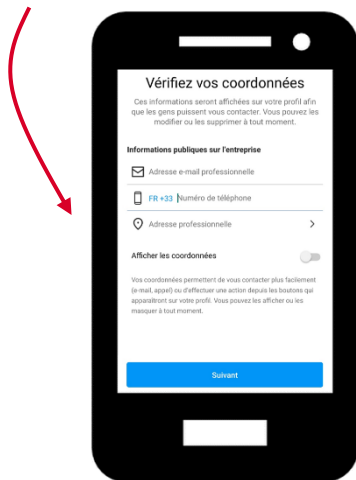 Vérifiez vos coordonnées
Ces informations seront affichées sur votre profil afin
que les gens puissent vous contacter. Vous pouvez les
modifier ou les supprimer à tout moment.
Informations publiques sur l'entreprise
Adresse e-mail professionnelle
FR +33 Numéro de téléphone
Adresse professionnelle
Afficher les coordonnées
Vos coordonnées permettent de vous contacter plus facilement
(e-mail, appel) ou d'effectuer une action depuis les boutons qui
apparaîtront sur votre profil. Vous pouvez les afficher ou les
masquer à tout moment.
Suivant